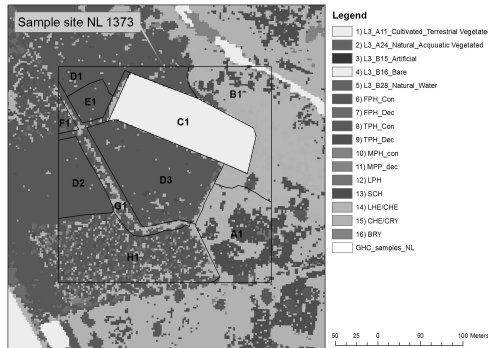 Sample site NL 1373
D1
E1
B1
F1
C1
D2
D3
G1
A1
H1
Legend
1) L3_A11_Cultivated_Terrestrial Vegetated
2) L3_A24_Natural_Acquatic Vegetated
3) L3_B15_Artificial
4) L3_B16_Bare
5) L3_B28_Natural_Water
6) FPH_Con
7) FPH_Dec
8) TPH_Con
9) TPH_Dec
10) MPH_con
11) MPP_dec
12) LPH
13) SCH
14) LHE/CHE
15) CHE/CRY
16) BRY
GHC_samples_NL
50 25 0 50 100 Meters